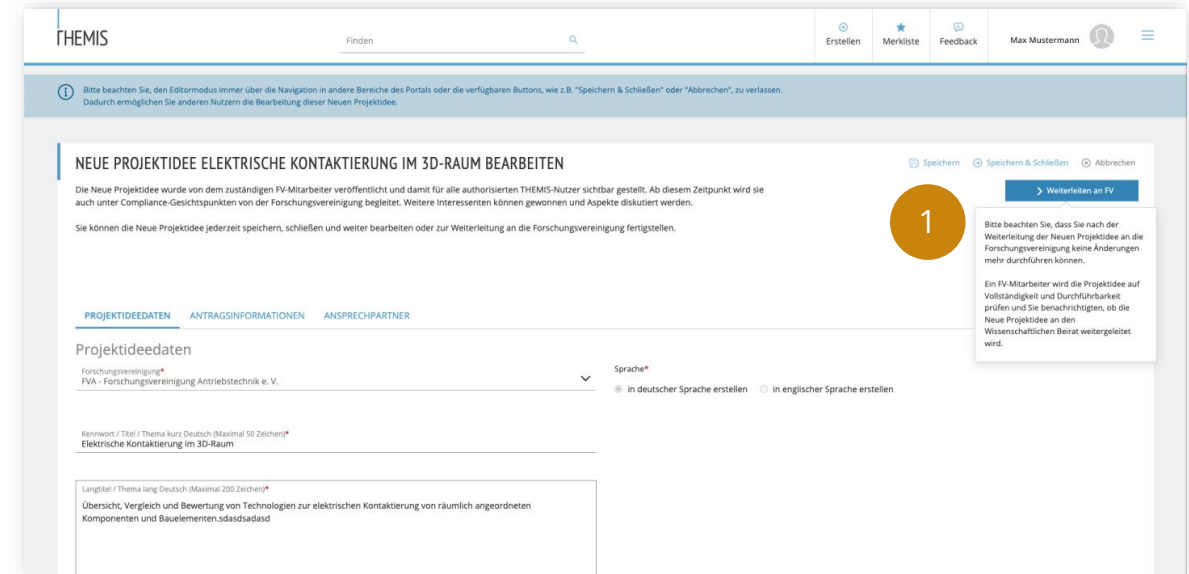 THEMIS
Finden
Erstellen
Merkliste
Feedback
Max Mustermann
Bitte beachten Sie, den Editormodus immer über die Navigation in andere Bereiche des Portals oder die verfügbaren Buttons, wie z.B. "Speichern & Schließen" oder "Abbrechen", zu verlassen.
Dadurch ermöglichen Sie anderen Nutzern die Bearbeitung dieser Neuen Projektidee.
NEUE PROJEKTIDEE ELEKTRISCHE KONTAKTIERUNG IM 3D-RAUM BEARBEITEN
Speichern
Speichern & Schließen
Abbrechen
Die Neue Projektidee wurde von dem zuständigen FV-Mitarbeiter veröffentlicht und damit für alle authorisierten THEMIS-Nutzer sichtbar gestellt. Ab diesem Zeitpunkt wird sie
auch unter Compliance-Gesichtspunkten von der Forschungsvereinigung begleitet. Weitere Interessenten können gewonnen und Aspekte diskutiert werden.
Sie können die Neue Projektidee jederzeit speichern, schließen und weiter bearbeiten oder zur Weiterleitung an die Forschungsvereinigung fertigstellen.
Weiterleiten an FV
1
Bitte beachten Sie, dass Sie nach der
Weiterleitung der Neuen Projektidee an die
Forschungsvereinigung keine Änderungen
mehr durchführen können.
Ein FV-Mitarbeiter wird die Projektidee auf
Vollständigkeit und Durchführbarkeit
prüfen und Sie benachrichtigten, ob die
Neue Projektidee an den
Wissenschaftlichen Beirat weitergeleitet
wird.
PROJEKTIDEEDATEN
ANTRAGSINFORMATIONEN
ANSPRECHPARTNER
Projektideedaten
Forschungsvereinigung*
FVA - Forschungsvereinigung Antriebstechnik e. V.
Sprache*
in deutscher Sprache erstellen
in englischer Sprache erstellen
Kennwort / Titel / Thema kurz Deutsch (Maximal 50 Zeichen)*
Elektrische Kontaktierung im 3D-Raum
Langtitel / Thema lang Deutsch (Maximal 200 Zeichen)*
Übersicht, Vergleich und Bewertung von Technologien zur elektrischen Kontaktierung von räumlich angeordneten
Komponenten und Bauelementen.sdasdsadasd